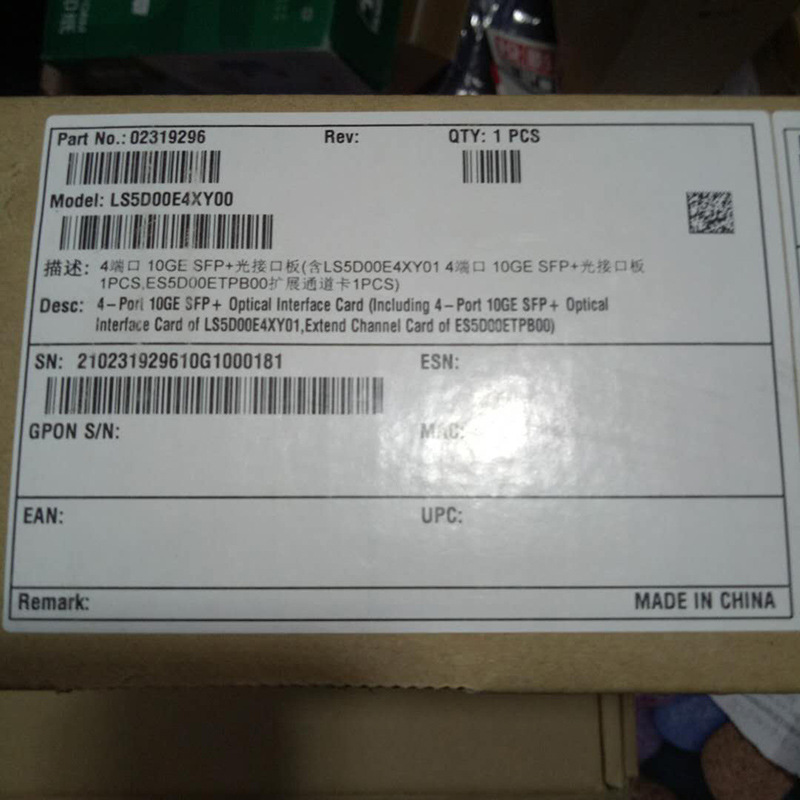 Part No.: 02319296 Rev: QTY: 1 PCS
Model: LS5D00E4XY00
描述: 4端口 10GE SFP+光接口板(含LS5D00E4XY01 4端口 10GE SFP+光接口板
1PCS,ES5D00ETPB00扩展通道卡1PCS)
Desc: 4-Port 10GE SFP+ Optical Interface Card (Including 4-Port 10GE SFP+ Optical
Interface Card of LS5D00E4XY01,Extend Channel Card of ES5D00ETPB00)
SN: 210231929610G1000181 ESN:
GPON S/N: MAC:
EAN: UPC:
Remark: MADE IN CHINA